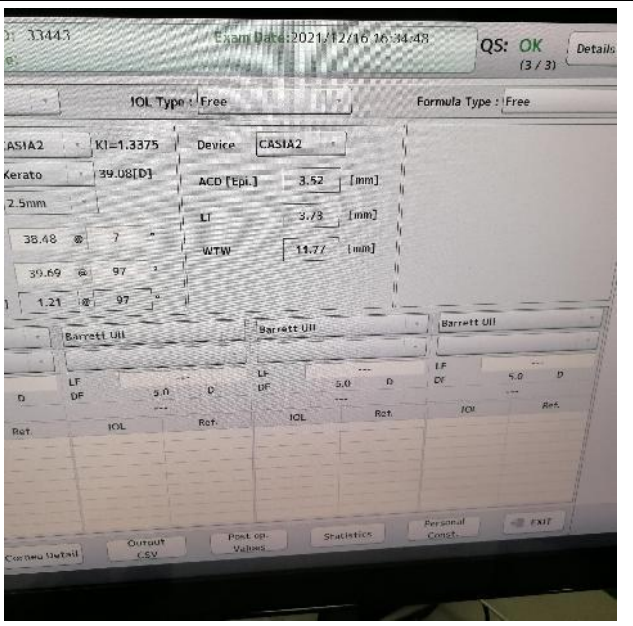 33443 Exam Date:2021/12/16 16:34:48 QS: OK Details
(3 / 3)
IOL Type : Free Formula Type : Free
CASIA2 KI=1.3375 Device CASIA2
Kerato 39.08[D] ACD [Epi.] 3.52 [mm]
2.5mm LT 3.73 [mm]
38.48 @ 7 ° WTW 11.77 [mm]
39.69 @ 97 °
] 1.21 @ 97 °
Barrett UII Barrett UII Barrett UII
LF --- LF --- LF ---
D DF 5.0 D DF 5.0 D DF 5.0 D
--- --- ---
Ref. IOL Ref. IOL Ref. IOL Ref.
Cornea Detail Output CSV Post op. Values Statistics Personal Const. EXIT